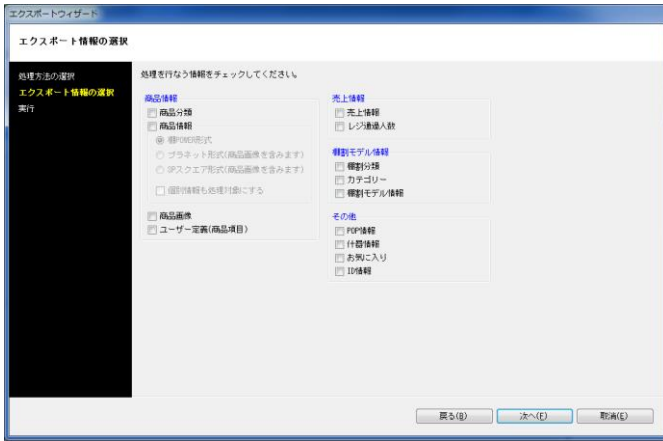 エクスポートウィザード
エクスポート情報の選択
処理方法の選択
エクスポート情報の選択
実行
処理を行なう情報をチェックしてください。
商品情報
商品分類
商品情報
棚POWER形式
プラネット形式(商品画像を含みます)
IPスクエア形式(商品画像を含みます)
個別情報も処理対象にする
商品画像
ユーザー定義(商品項目)
売上情報
売上情報
レジ通過人数
棚割モデル情報
棚割分類
カテゴリー
棚割モデル情報
その他
POP情報
什器情報
お気に入り
ID情報
戻る(B)
次へ(F)
取消(E)